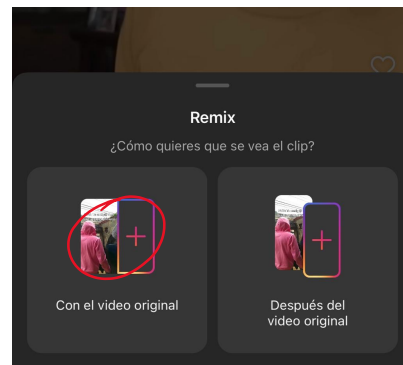 Remix
¿Cómo quieres que se vea el clip?
Con el video original
Después del
video original